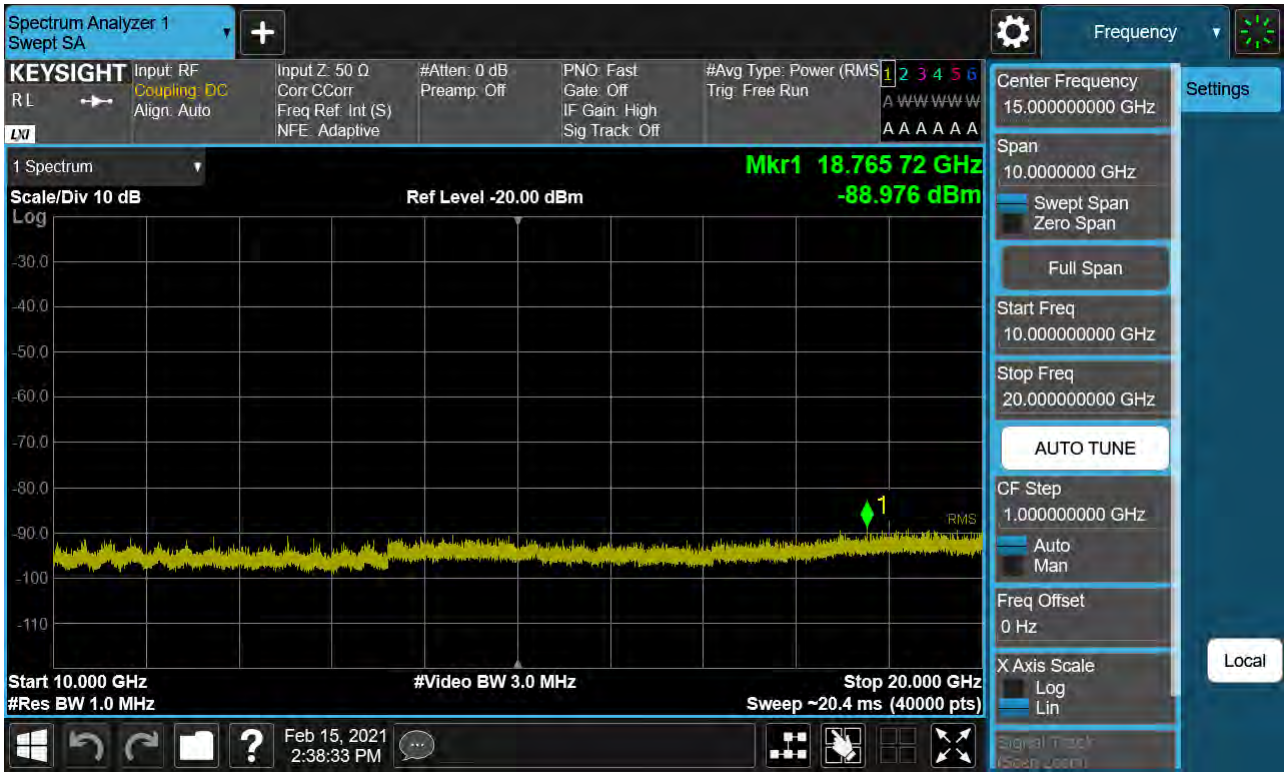 Spectrum Analyzer 1
Swept SA
Frequency
KEYSIGHT
R L
LXI
Input: RF
Coupling: DC
Align: Auto
Input Z: 50 Ω
Corr CCorr
Freq Ref: Int (S)
NFE: Adaptive
#Atten: 0 dB
Preamp: Off
PNO: Fast
Gate: Off
IF Gain: High
Sig Track: Off
#Avg Type: Power (RMS
Trig: Free Run
1 2 3 4 5 6
A W W W W W
A A A A A A
1 Spectrum
Mkr1 18.765 72 GHz
Scale/Div 10 dB
Ref Level -20.00 dBm
-88.976 dBm
Log
-30.0
-40.0
-50.0
-60.0
-70.0
-80.0
-90.0
-100
-110
1
RMS
Start 10.000 GHz
#Video BW 3.0 MHz
Stop 20.000 GHz
#Res BW 1.0 MHz
Sweep ~20.4 ms (40000 pts)
Feb 15, 2021
2:38:33 PM
Center Frequency
15.000000000 GHz
Span
10.0000000 GHz
Swept Span
Zero Span
Full Span
Start Freq
10.000000000 GHz
Stop Freq
20.000000000 GHz
AUTO TUNE
CF Step
1.000000000 GHz
Auto
Man
Freq Offset
0 Hz
X Axis Scale
Log
Lin
Signal Track
(Span Zoom)
Settings
Local